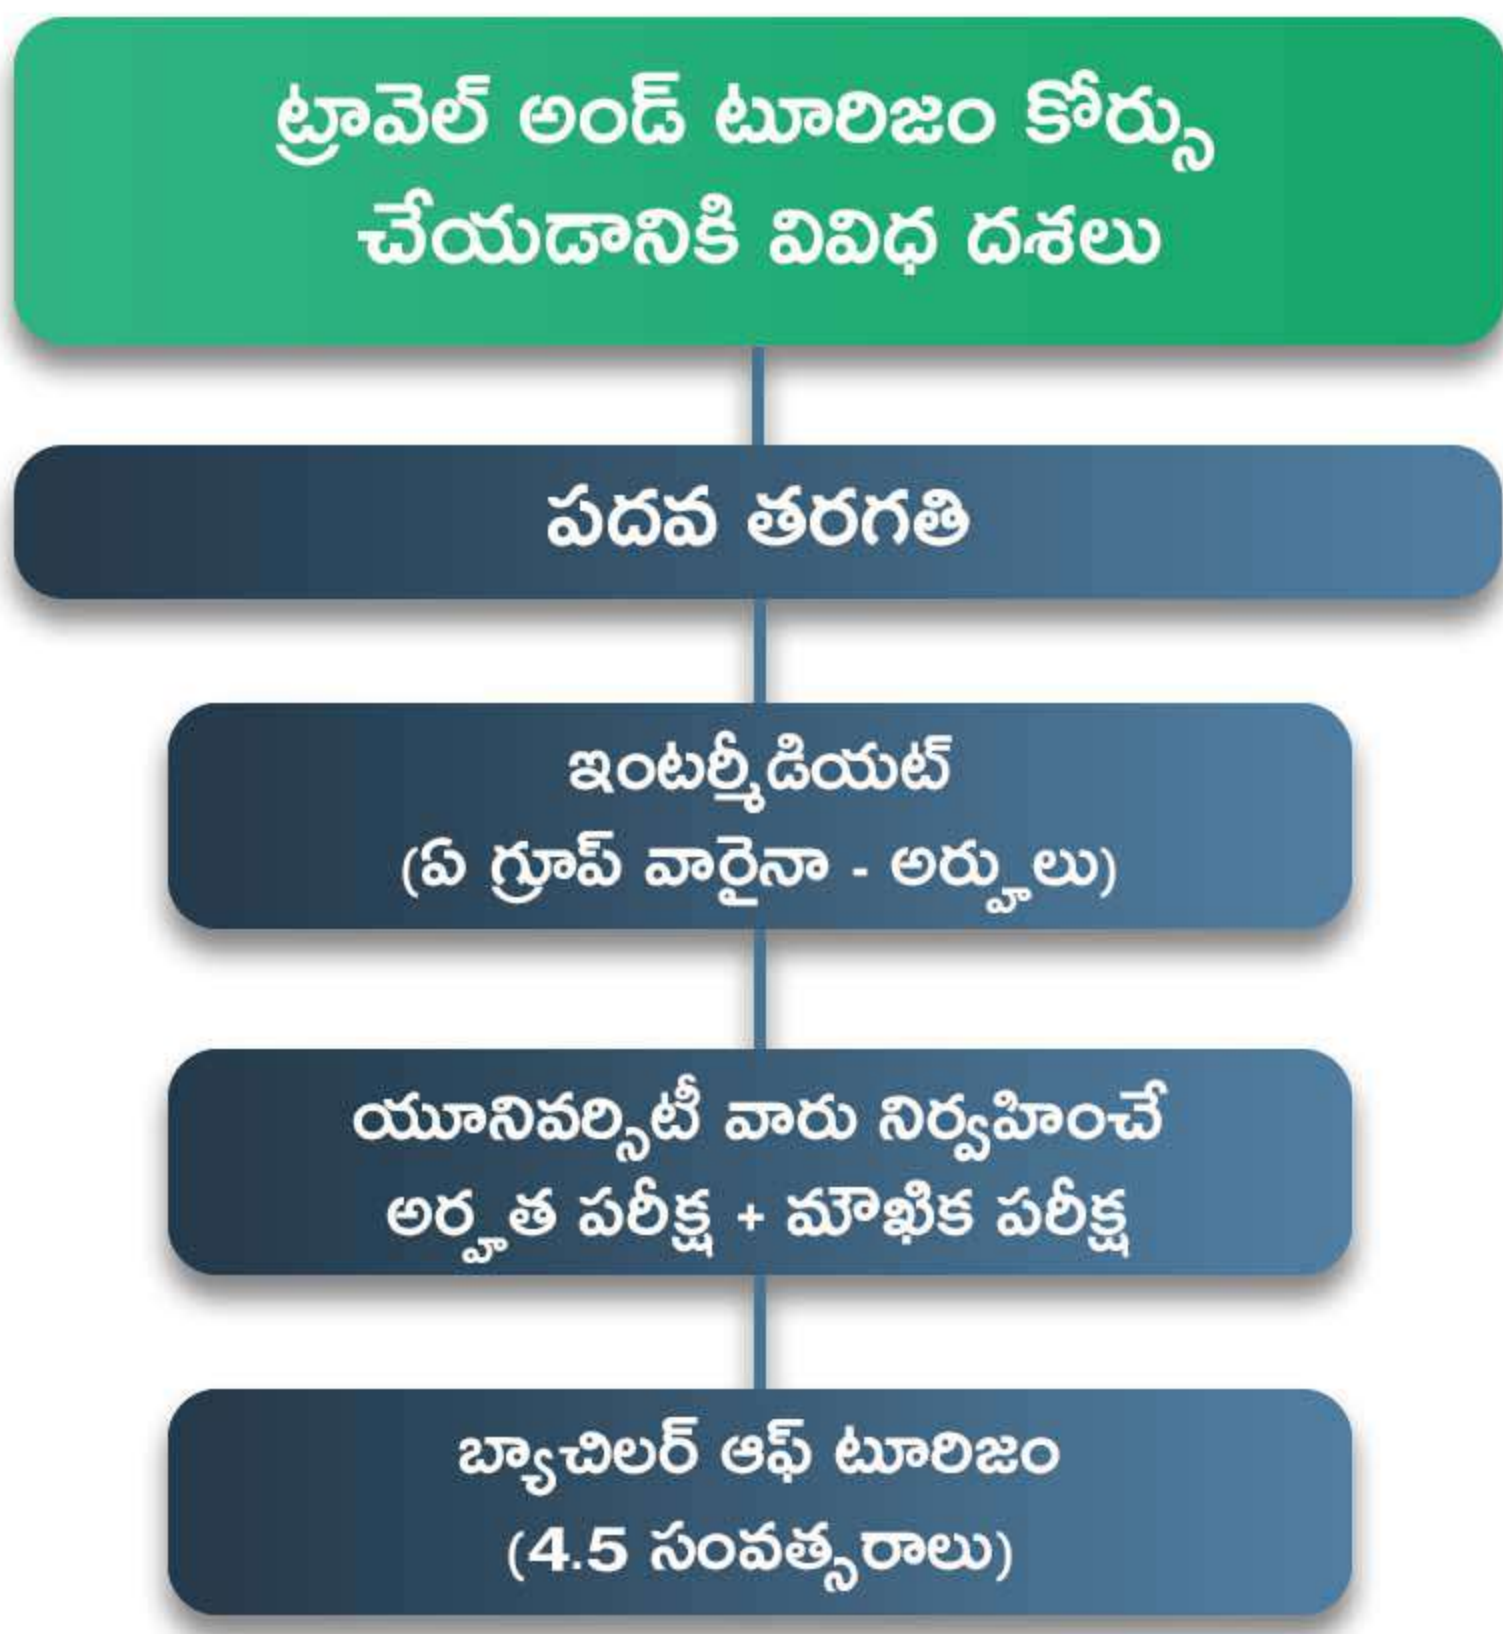 ట్రావెల్ అండ్ టూరిజం కోర్సు
చేయడానికి వివిధ దశలు
పదవ తరగతి
ఇంటర్మీడియట్
(ఏ గ్రూప్ వారైనా - అర్హులు)
యూనివర్సిటీ వారు నిర్వహించే
అర్హత పరీక్ష + మౌఖిక పరీక్ష
బ్యాచిలర్ ఆఫ్ టూరిజం
(4.5 సంవత్సరాలు)